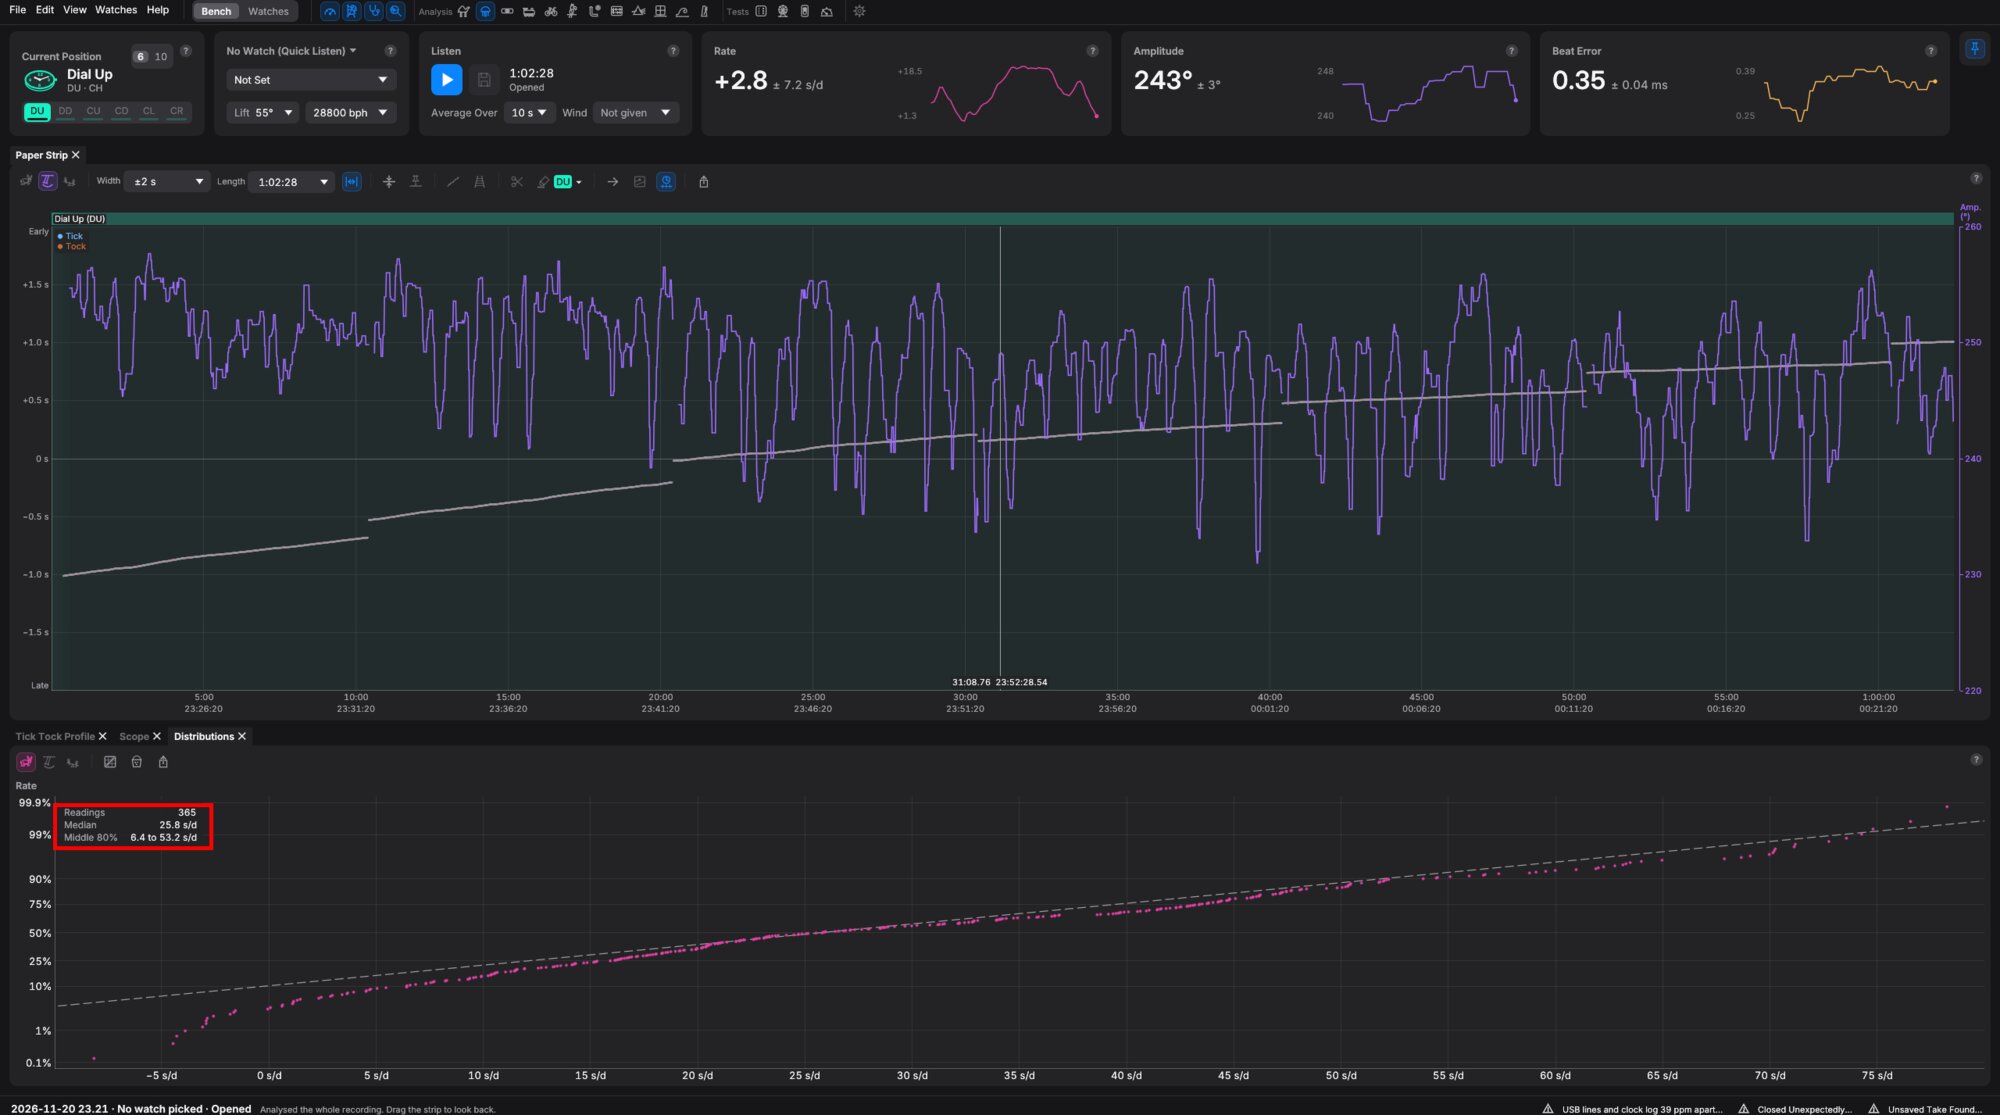 File Edit View Watches Help Bench Watches Analysis Tests
Current Position 6 10 ?
Dial Up
DU · CH
DU DD CU CD CL CR
No Watch (Quick Listen) ?
Not Set
Lift 55° 28800 bph
Listen ?
1:02:28
Opened
Average Over 10 s Wind Not given
Rate ?
+2.8 ± 7.2 s/d
+18.5
+1.3
Amplitude ?
243° ± 3°
248
240
Beat Error ?
0.35 ± 0.04 ms
0.39
0.25
Paper Strip
Width ±2 s Length 1:02:28 DU ?
Dial Up (DU)
Amp. (°)
Early
Tick
Tock
+1.5 s
+1.0 s
+0.5 s
0 s
−0.5 s
−1.0 s
−1.5 s
Late
260
250
240
230
220
31:08.76 23:52:28.54
5:00 10:00 15:00 20:00 25:00 30:00 35:00 40:00 45:00 50:00 55:00 1:00:00
23:26:20 23:31:20 23:36:20 23:41:20 23:46:20 23:51:20 23:56:20 00:01:20 00:06:20 00:11:20 00:16:20 00:21:20
Tick Tock Profile Scope Distributions
?
Rate
99.9%
99%
90%
75%
50%
25%
10%
1%
0.1%
Readings 365
Median 25.8 s/d
Middle 80% 6.4 to 53.2 s/d
−5 s/d 0 s/d 5 s/d 10 s/d 15 s/d 20 s/d 25 s/d 30 s/d 35 s/d 40 s/d 45 s/d 50 s/d 55 s/d 60 s/d 65 s/d 70 s/d 75 s/d
2026-11-20 23.21 · No watch picked · Opened Analysed the whole recording. Drag the strip to look back. USB lines and clock log 39 ppm apart... Closed Unexpectedly... Unsaved Take Found...